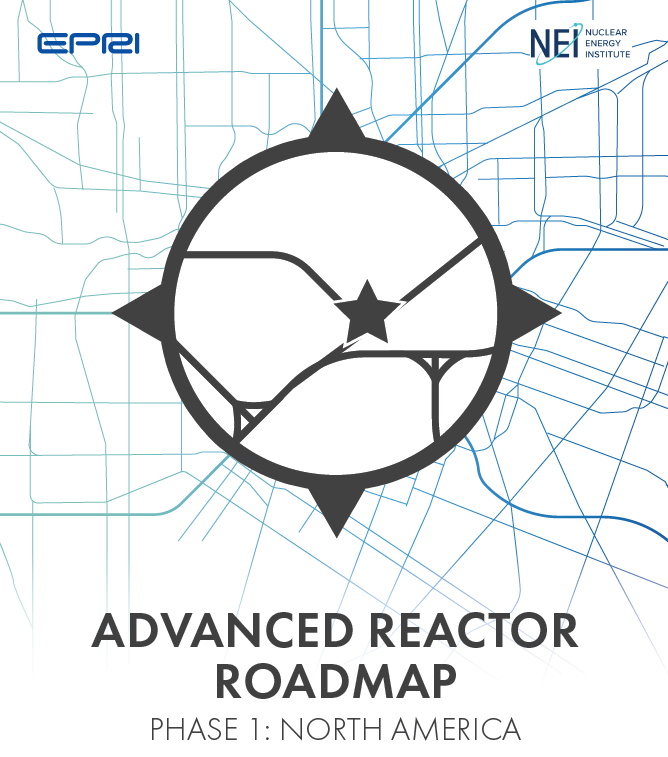 EPRI
NEI
NUCLEAR
ENERGY
INSTITUTE
ADVANCED REACTOR
ROADMAP
PHASE 1: NORTH AMERICA